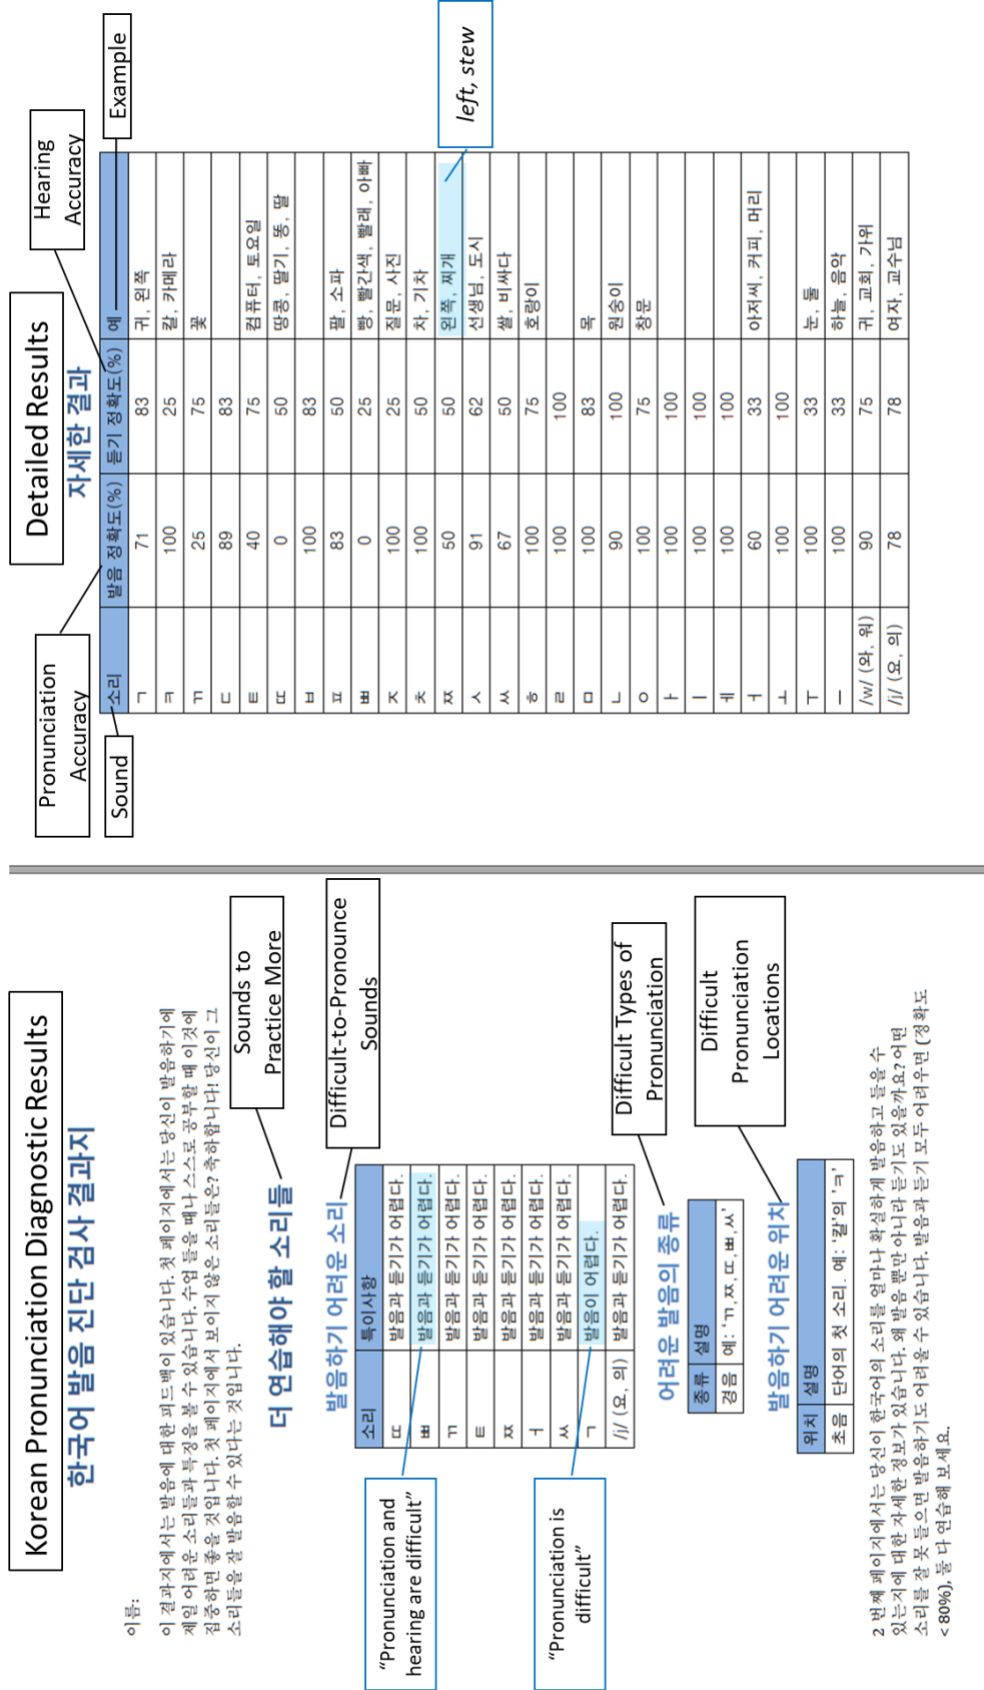 Korean Pronunciation Diagnostic Results
한국어 발음 진단 검사 결과지
이름:
이 결과지에서는 발음에 대한 피드백이 있습니다. 첫 페이지에서는 당신이 발음하기에
제일 어려운 소리들과 특징을 볼 수 있습니다. 수업 들을 때나 스스로 공부할 때 이것에
집중하면 좋을 것입니다. 첫 페이지에서 보이지 않은 소리들은? 축하합니다! 당신이 그
소리들을 잘 발음할 수 있다는 것입니다.
Sounds to
Practice More
더 연습해야 할 소리들
Difficult-to-Pronounce
Sounds
발음하기 어려운 소리
소리 특이사항
ㄸ 발음과 듣기가 어렵다.
ㅃ 발음과 듣기가 어렵다.
ㄲ 발음과 듣기가 어렵다.
ㅌ 발음과 듣기가 어렵다.
ㅉ 발음과 듣기가 어렵다.
ㅓ 발음과 듣기가 어렵다.
ㅆ 발음과 듣기가 어렵다.
ㄱ 발음이 어렵다.
/j/ (요, 의) 발음과 듣기가 어렵다.
“Pronunciation and
hearing are difficult”
“Pronunciation is
difficult”
Difficult Types of
Pronunciation
어려운 발음의 종류
종류 설명
경음 예: ‘ㄲ,ㅉ,ㄸ,ㅃ,ㅆ’
Difficult
Pronunciation
Locations
발음하기 어려운 위치
위치 설명
초음 단어의 첫 소리. 예: ‘칼’의 ‘ㅋ’
2 번째 페이지에서는 당신이 한국어의 소리를 얼마나 확실하게 발음하고 들을 수
있는지에 대한 자세한 정보가 있습니다. 왜 발음 뿐만 아니라 듣기도 있을까요? 어떤
소리를 잘 못 들으면 발음하기도 어려울 수 있습니다. 발음과 듣기 모두 어려우면 (정확도
< 80%), 둘 다 연습해 보세요.
Detailed Results
자세한 결과
Pronunciation
Accuracy
Hearing
Accuracy
Sound
Example
소리 발음 정확도(%) 듣기 정확도(%) 예
ㄱ 71 83 귀, 왼쪽
ㅋ 100 25 칼, 카메라
ㄲ 25 75 꽃
ㄷ 89 83
ㅌ 40 75 컴퓨터, 토요일
ㄸ 0 50 땅콩, 딸기, 똥, 딸
ㅂ 100 83
ㅍ 83 50 팔, 소파
ㅃ 0 25 빵, 빨간색, 빨래, 아빠
ㅈ 100 25 질문, 사진
ㅊ 100 50 차, 기차
ㅉ 50 50 왼쪽, 찌개
ㅅ 91 62 선생님, 도시
ㅆ 67 50 쌀, 비싸다
ㅎ 100 75 호랑이
ㄹ 100 100
ㅁ 100 83 목
ㄴ 90 100 원숭이
ㅇ 100 75 창문
ㅏ 100 100
ㅣ 100 100
ㅔ 100 100
ㅓ 60 33 아저씨, 커피, 머리
ㅗ 100 100
ㅜ 100 33 눈, 물
ㅡ 100 33 하늘, 음악
/w/ (와, 워) 90 75 귀, 교회, 가위
/j/ (요, 의) 78 78 여자, 교수님
left, stew